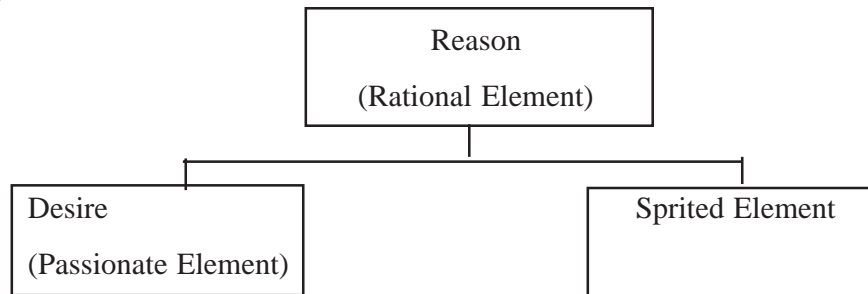 Reason
(Rational Element)
Desire
(Passionate Element)
Sprited Element